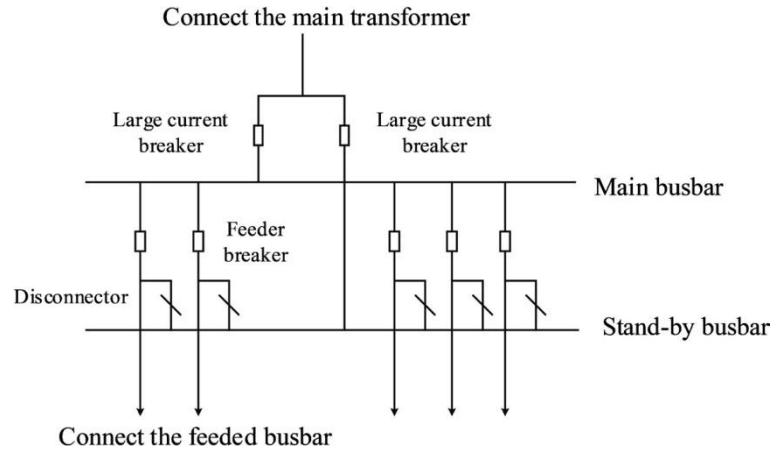 Connect the main transformer
Large current
breaker
Large current
breaker
Main busbar
Feeder
breaker
Disconnector
Stand-by busbar
Connect the feeded busbar